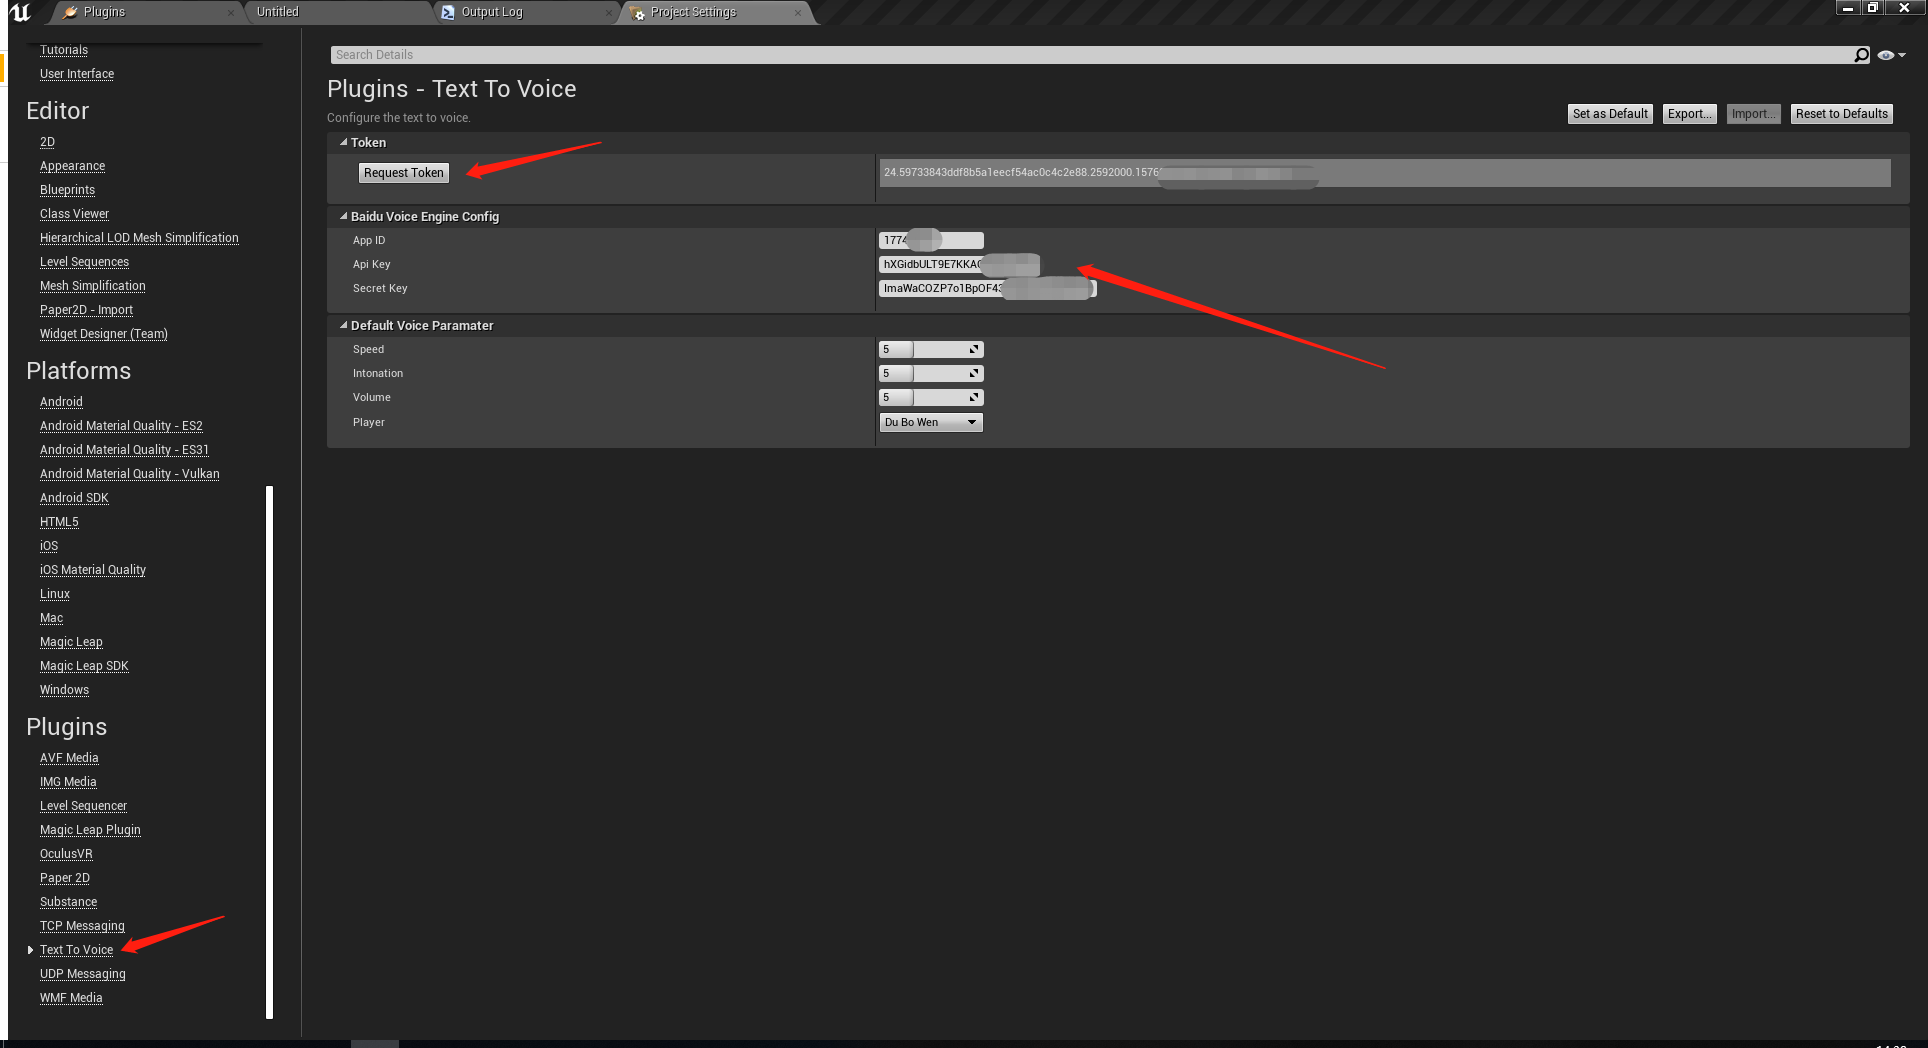 Plugins
Untitled
Output Log
Project Settings
Tutorials
User Interface
Editor
2D
Appearance
Blueprints
Class Viewer
Hierarchical LOD Mesh Simplification
Level Sequences
Mesh Simplification
Paper2D - Import
Widget Designer (Team)
Platforms
Android
Android Material Quality - ES2
Android Material Quality - ES31
Android Material Quality - Vulkan
Android SDK
HTML5
iOS
iOS Material Quality
Linux
Mac
Magic Leap
Magic Leap SDK
Windows
Plugins
AVF Media
IMG Media
Level Sequencer
Magic Leap Plugin
OculusVR
Paper 2D
Substance
TCP Messaging
Text To Voice
UDP Messaging
WMF Media
Search Details
Plugins - Text To Voice
Configure the text to voice.
Set as Default
Export...
Import...
Reset to Defaults
Token
Request Token
24.59733843ddf8b5a1eecf54ac0c4c2e88.2592000.1576
Baidu Voice Engine Config
App ID 1774
Api Key hXGidbULT9E7KKA
Secret Key ImaWaCOZP7o1BpOF43
Default Voice Paramater
Speed 5
Intonation 5
Volume 5
Player Du Bo Wen